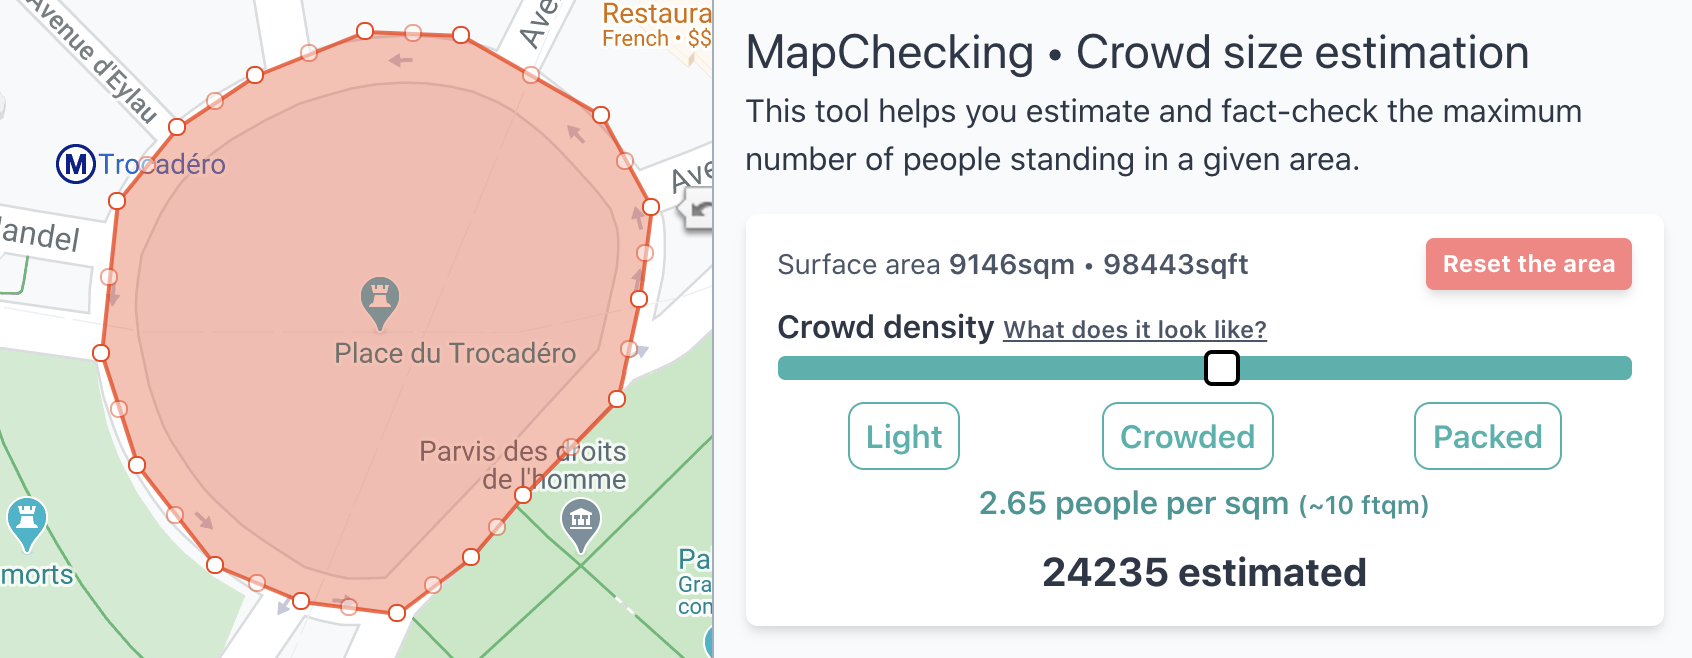 Avenue d'Eylau
Ave
Restaura
French • $$
M Trocadéro
Ave
andel
Place du Trocadéro
Parvis des droits
de l'homme
morts
Pa
Gra
con
MapChecking • Crowd size estimation
This tool helps you estimate and fact-check the maximum
number of people standing in a given area.
Surface area 9146sqm • 98443sqft
Reset the area
Crowd density What does it look like?
Light
Crowded
Packed
2.65 people per sqm (~10 ftqm)
24235 estimated